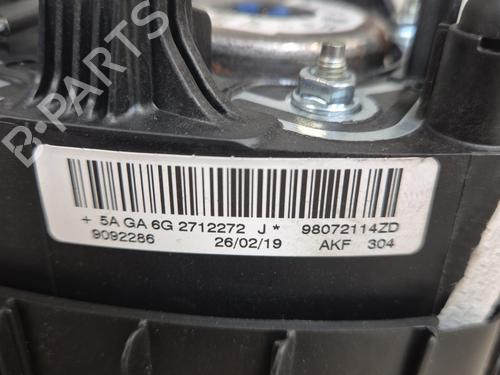 B-PARTS
+ 5A GA 6G 2712272 J * 98072114ZD
9092286 26/02/19 AKF 304